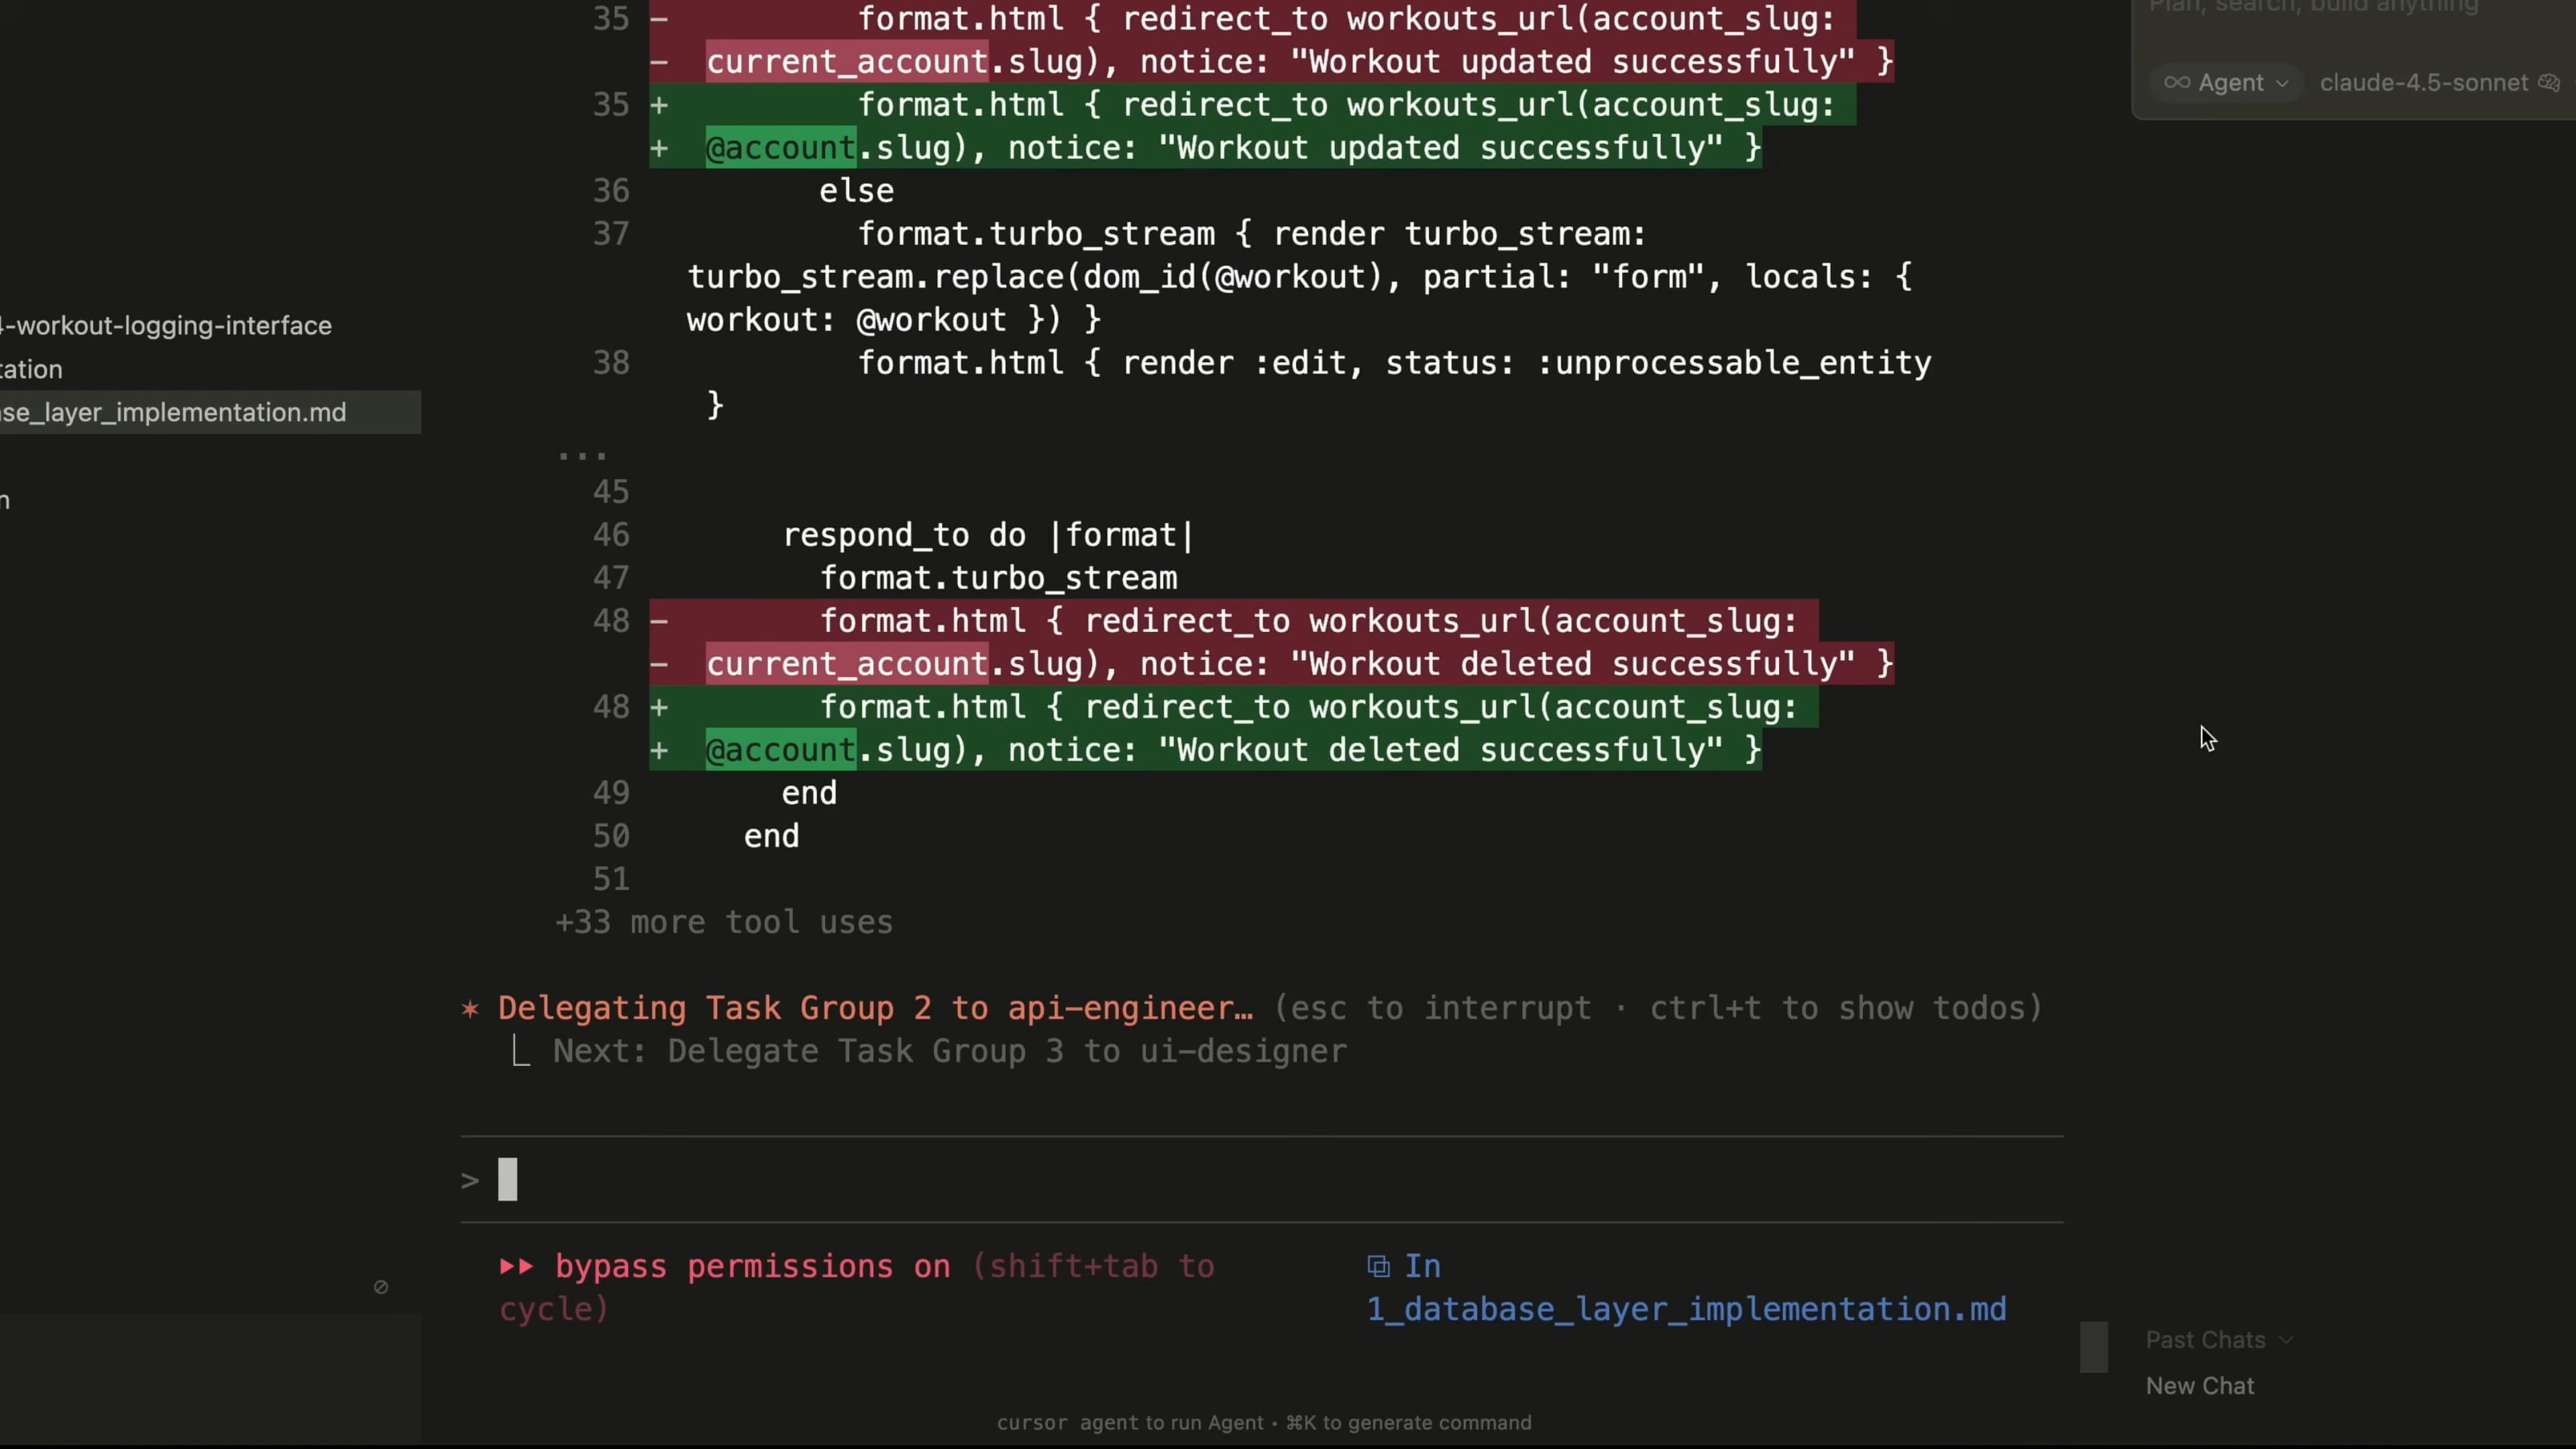 35 -         format.html { redirect_to workouts_url(account_slug:
- current_account.slug), notice: "Workout updated successfully" }
35 +         format.html { redirect_to workouts_url(account_slug:
+ @account.slug), notice: "Workout updated successfully" }
36       else
37         format.turbo_stream { render turbo_stream:
turbo_stream.replace(dom_id(@workout), partial: "form", locals: {
workout: @workout }) }
38         format.html { render :edit, status: :unprocessable_entity
}
...
45
46     respond_to do |format|
47       format.turbo_stream
48 -       format.html { redirect_to workouts_url(account_slug:
- current_account.slug), notice: "Workout deleted successfully" }
48 +       format.html { redirect_to workouts_url(account_slug:
+ @account.slug), notice: "Workout deleted successfully" }
49     end
50   end
51
+33 more tool uses
✶ Delegating Task Group 2 to api-engineer… (esc to interrupt · ctrl+t to show todos)
⎿ Next: Delegate Task Group 3 to ui-designer
>
▶▶ bypass permissions on (shift+tab to
cycle)
⧉ In
1_database_layer_implementation.md
cursor agent to run Agent • ⌘K to generate command
4-workout-logging-interface
tation
ase_layer_implementation.md
n
Plan, search, build anything
∞ Agent claude-4.5-sonnet
Past Chats
New Chat